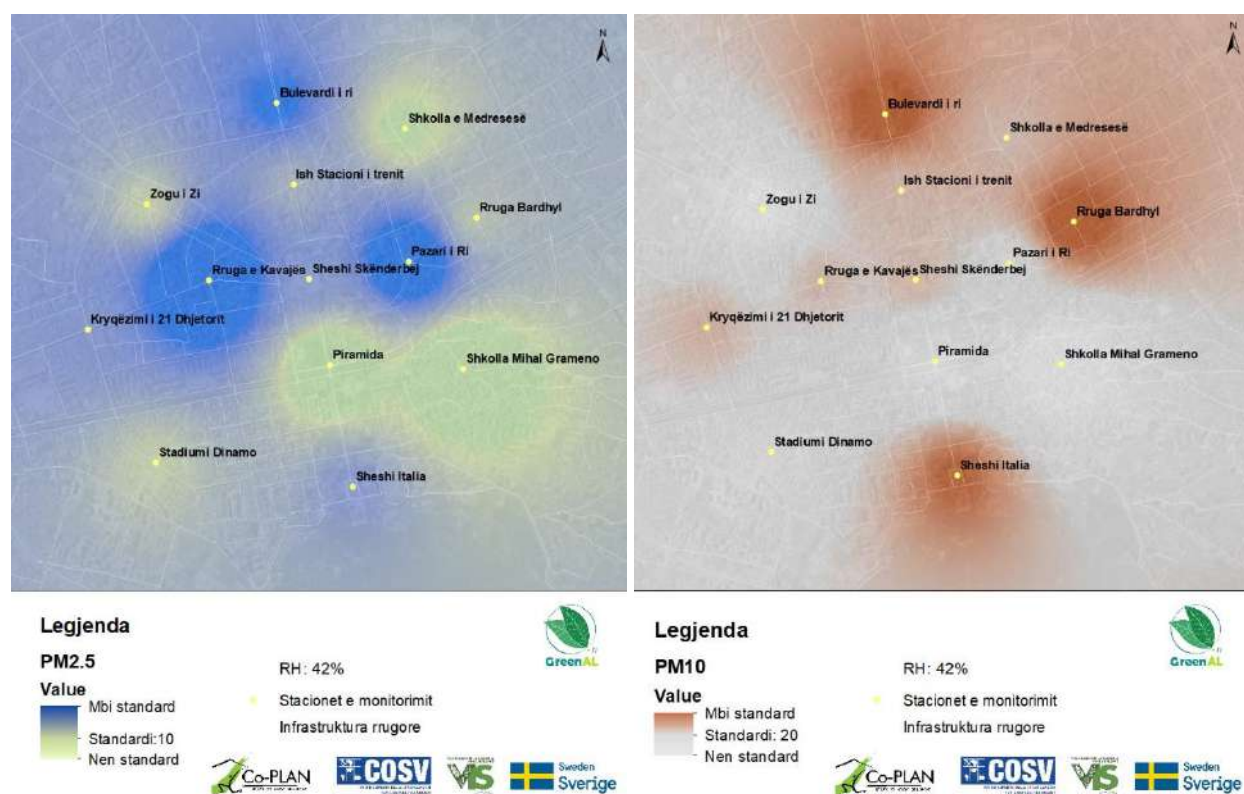 N
Bulevardi i ri
Shkolla e Medresesë
Ish Stacioni i trenit
Zogu i Zi
Rruga Bardhyl
Pazari i Ri
Rruga e Kavajës
Sheshi Skënderbej
Kryqëzimi i 21 Dhjetorit
Piramida
Shkolla Mihal Grameno
Stadiumi Dinamo
Sheshi Italia
Legjenda
PM2.5
Value
Mbi standard
Standardi:10
Nen standard
RH: 42%
Stacionet e monitorimit
Infrastruktura rrugore
GreenAL
Co-PLAN
COSV
VIS
Sweden
Sverige
N
Bulevardi i ri
Shkolla e Medresesë
Ish Stacioni i trenit
Zogu i Zi
Rruga Bardhyl
Pazari i Ri
Rruga e Kavajës
Sheshi Skënderbej
Kryqëzimi i 21 Dhjetorit
Piramida
Shkolla Mihal Grameno
Stadiumi Dinamo
Sheshi Italia
Legjenda
PM10
Value
Mbi standard
Standardi: 20
Nen standard
RH: 42%
Stacionet e monitorimit
Infrastruktura rrugore
GreenAL
Co-PLAN
COSV
VIS
Sweden
Sverige